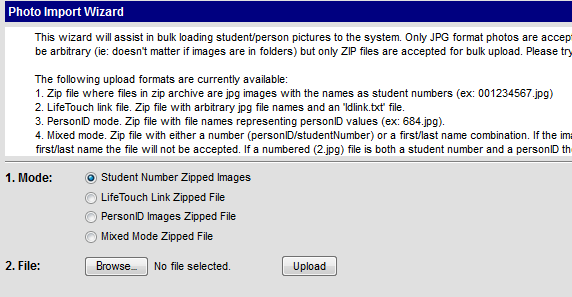 Photo Import Wizard
This wizard will assist in bulk loading student/person pictures to the system. Only JPG format photos are
be arbitrary (ie: doesn't matter if images are in folders) but only ZIP files are accepted for bulk upload. Please try
The following upload formats are currently available:
1. Zip file where files in zip archive are jpg images with the names as student numbers (ex: 001234567.jpg)
2. LifeTouch link file. Zip file with arbitrary jpg file names and an 'idlink.txt' file.
3. PersonID mode. Zip file with file names representing personID values (ex: 684.jpg).
4. Mixed mode. Zip file with either a number (personID/studentNumber) or a first/last name combination. If the
first/last name the file will not be accepted. If a numbered (2.jpg) file is both a student number and a personID
1. Mode:
Student Number Zipped Images
LifeTouch Link Zipped File
PersonID Images Zipped File
Mixed Mode Zipped File
2. File:
Browse... No file selected. Upload